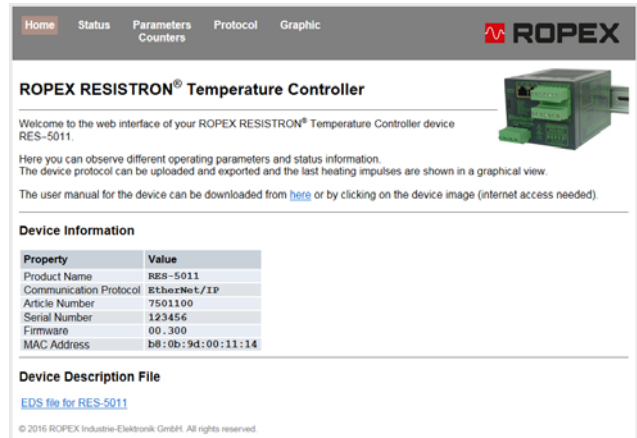 Home Status Parameters Counters Protocol Graphic
ROPEX
ROPEX RESISTRON® Temperature Controller
Welcome to the web interface of your ROPEX RESISTRON® Temperature Controller device
RES-5011.
Here you can observe different operating parameters and status information.
The device protocol can be uploaded and exported and the last heating impulses are shown in a graphical view.
The user manual for the device can be downloaded from here or by clicking on the device image (internet access needed).
Device Information
Property Value
Product Name RES-5011
Communication Protocol EtherNet/IP
Article Number 7501100
Serial Number 123456
Firmware 00.300
MAC Address b8:0b:9d:00:11:14
Device Description File
EDS file for RES-5011
© 2016 ROPEX Industrie-Elektronik GmbH. All rights reserved.